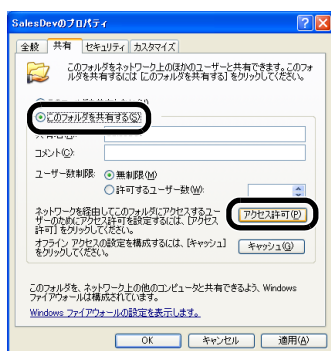 SalesDevのプロパティ
全般 共有 セキュリティ カスタマイズ
このフォルダをネットワーク上のほかのユーザーと共有できます。このフォ
ルダを共有するには [このフォルダを共有する] をクリックしてください。
このフォルダを共有する(S)
コメント(C):
ユーザー数制限: 無制限(M)
許可するユーザー数(W):
ネットワークを経由してこのフォルダにアクセスするユー
ザーのためにアクセス許可を設定するには、[アクセス
許可] をクリックしてください。
アクセス許可(P)
オフライン アクセスの設定を構成するには、[キャッシュ]
をクリックしてください。
キャッシュ(G)
このフォルダを、ネットワーク上の他のコンピュータと共有できるよう、Windows
ファイアウォールは構成されています。
Windows ファイアウォールの設定を表示します。
OK キャンセル 適用(A)